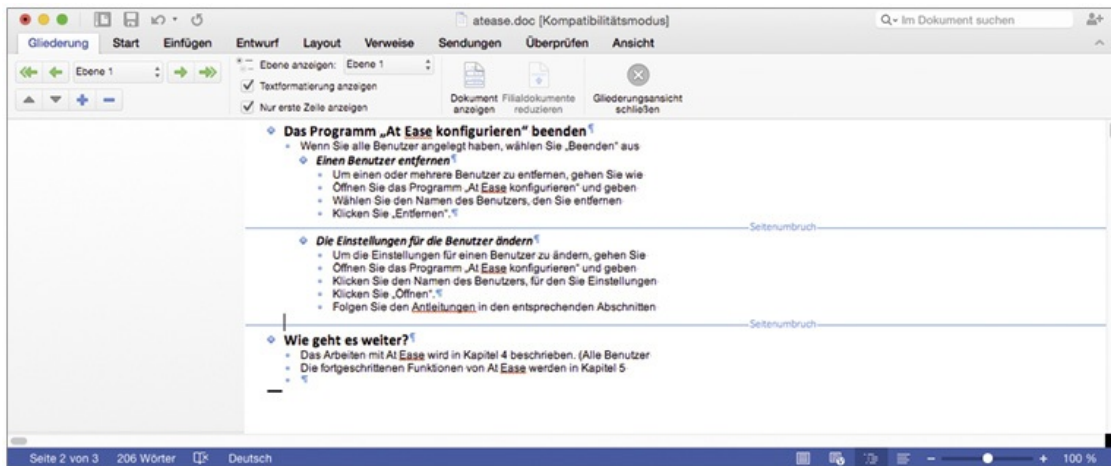 atease.doc [Kompatibilitätsmodus]
Im Dokument suchen
Gliederung Start Einfügen Entwurf Layout Verweise Sendungen Überprüfen Ansicht
Ebene 1
Ebene anzeigen: Ebene 1
Textformatierung anzeigen
Nur erste Zeile anzeigen
Dokument anzeigen
Filialdokumente reduzieren
Gliederungsansicht schließen
Das Programm „At Ease konfigurieren“ beenden¶
Wenn Sie alle Benutzer angelegt haben, wählen Sie „Beenden“ aus
Einen Benutzer entfernen¶
Um einen oder mehrere Benutzer zu entfernen, gehen Sie wie
Öffnen Sie das Programm „At Ease konfigurieren“ und geben
Wählen Sie den Namen des Benutzers, den Sie entfernen
Klicken Sie „Entfernen“.¶
Seitenumbruch
Die Einstellungen für die Benutzer ändern¶
Um die Einstellungen für einen Benutzer zu ändern, gehen Sie
Öffnen Sie das Programm „At Ease konfigurieren“ und geben
Klicken Sie den Namen des Benutzers, für den Sie Einstellungen
Klicken Sie „Öffnen“.¶
Folgen Sie den Antleitungen in den entsprechenden Abschnitten
Seitenumbruch
Wie geht es weiter?¶
Das Arbeiten mit At Ease wird in Kapitel 4 beschrieben. (Alle Benutzer
Die fortgeschrittenen Funktionen von At Ease werden in Kapitel 5
¶
Seite 2 von 3 206 Wörter Deutsch 100 %